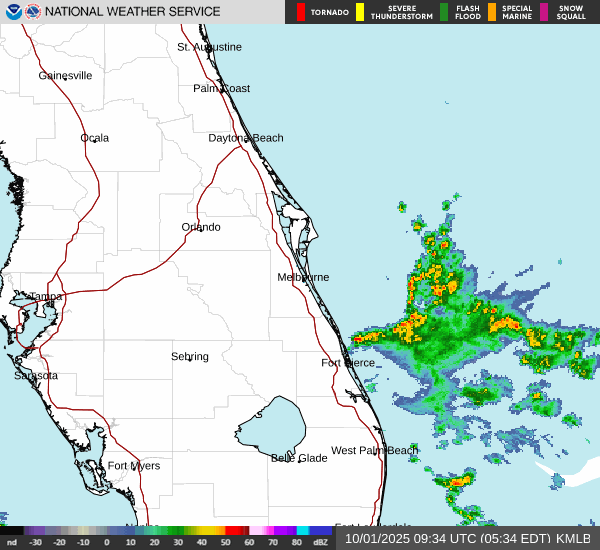 NATIONAL WEATHER SERVICE
TORNADO
SEVERE THUNDERSTORM
FLASH FLOOD
SPECIAL MARINE
SNOW SQUALL
St. Augustine
Gainesville
Palm Coast
Ocala
Daytona Beach
Orlando
Melbourne
Tampa
Sebring
Fort Pierce
Sarasota
West Palm Beach
Belle Glade
Fort Myers
nd -30 -20 -10 0 10 20 30 40 50 60 70 80 dBZ
10/01/2025 09:34 UTC (05:34 EDT) KMLB